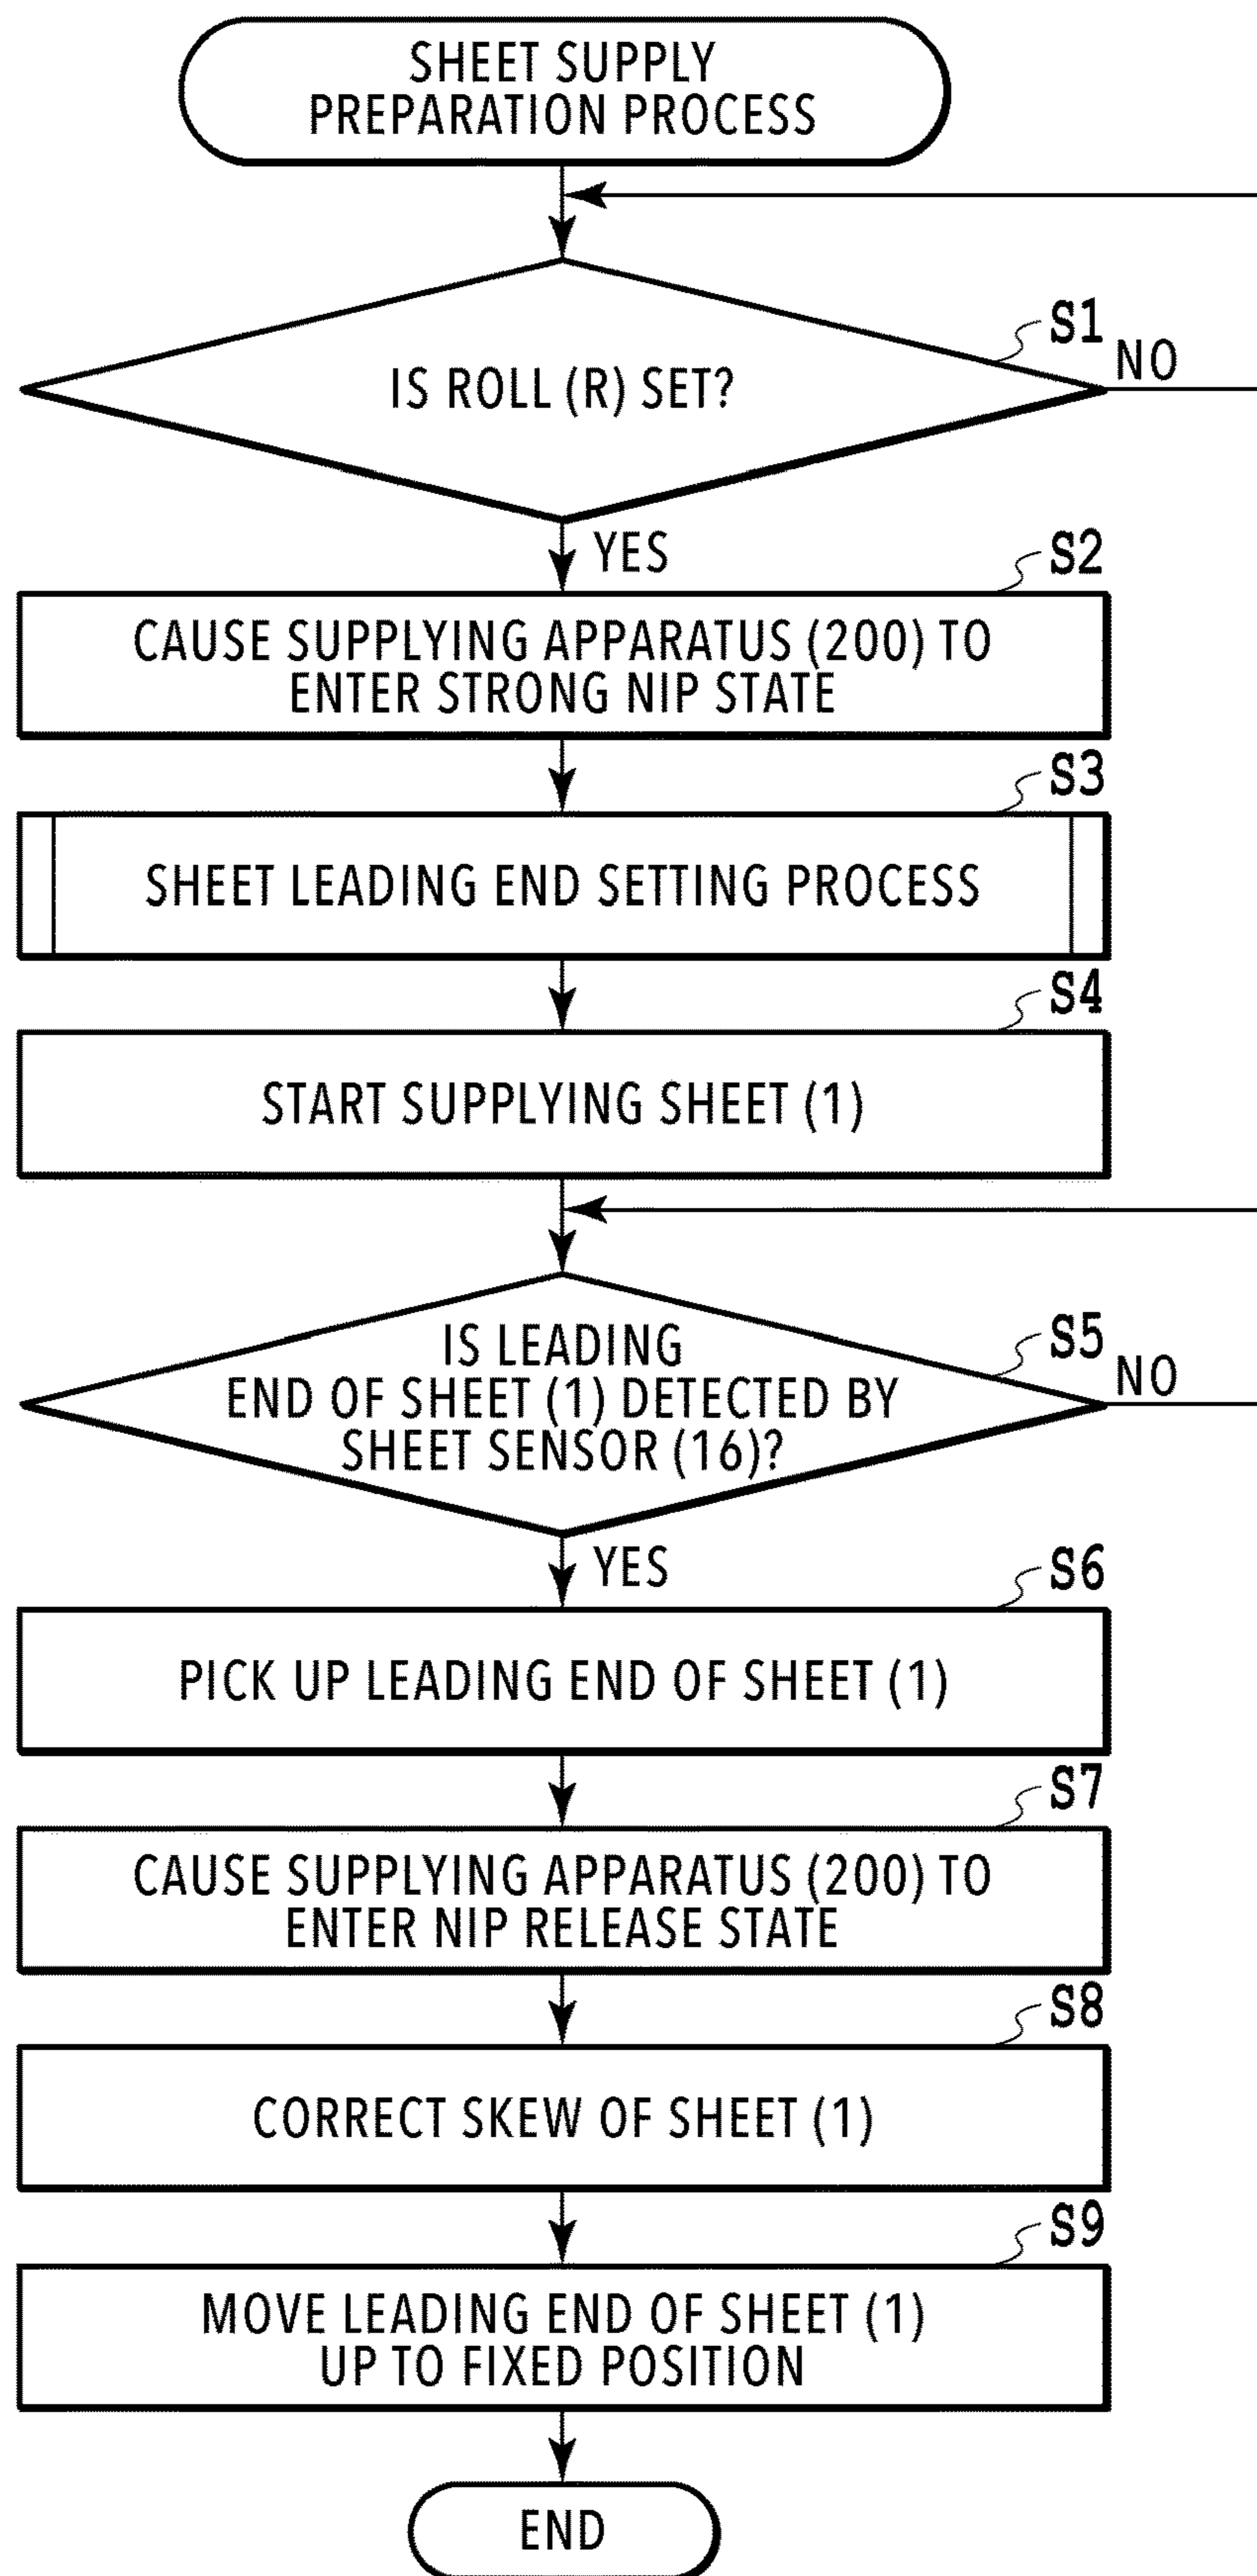 SHEET SUPPLY
PREPARATION PROCESS
S1
NO
IS ROLL (R) SET?
YES
S2
CAUSE SUPPLYING APPARATUS (200) TO
ENTER STRONG NIP STATE
S3
SHEET LEADING END SETTING PROCESS
S4
START SUPPLYING SHEET (1)
S5
NO
IS LEADING
END OF SHEET (1) DETECTED BY
SHEET SENSOR (16)?
YES
S6
PICK UP LEADING END OF SHEET (1)
S7
CAUSE SUPPLYING APPARATUS (200) TO
ENTER NIP RELEASE STATE
S8
CORRECT SKEW OF SHEET (1)
S9
MOVE LEADING END OF SHEET (1)
UP TO FIXED POSITION
END